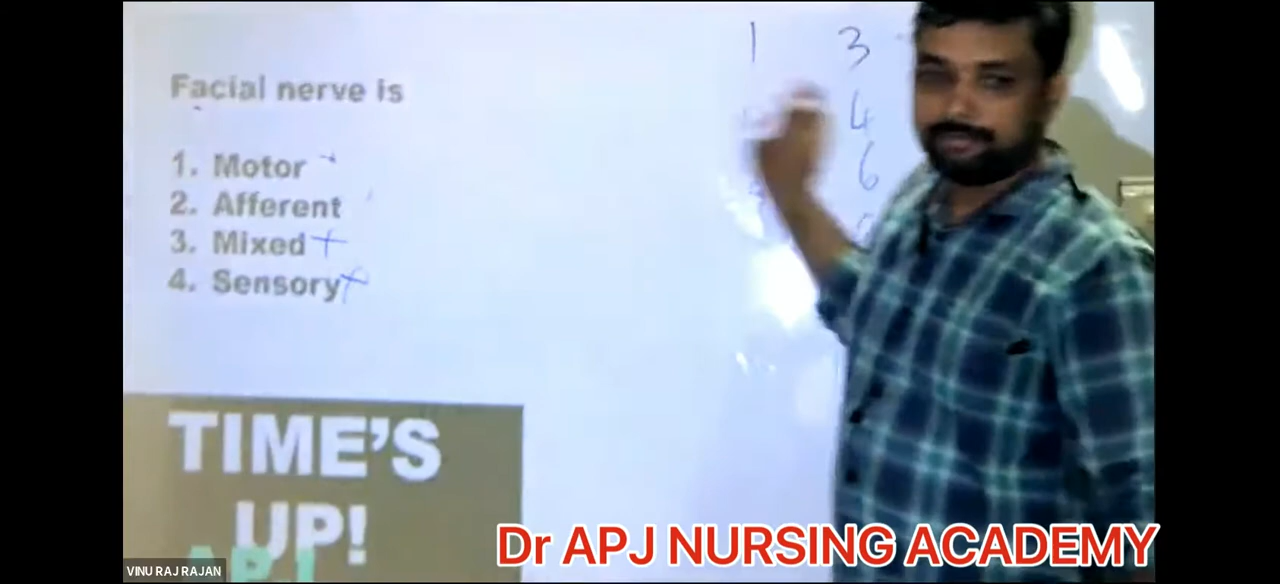 Facial nerve is
1. Motor
2. Afferent
3. Mixed
4. Sensory
1 3
4
6
TIME'S
UP!
APJ
Dr APJ NURSING ACADEMY
VINU RAJ RAJAN